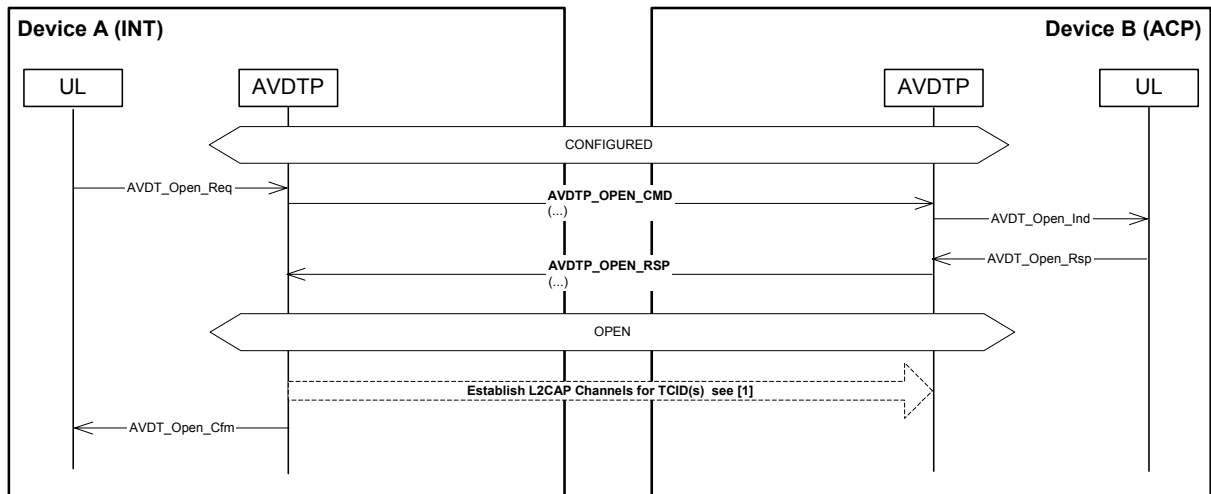 Device A (INT)
Device B (ACP)
UL
AVDTP
AVDTP
UL
CONFIGURED
AVDT_Open_Req
AVDTP_OPEN_CMD
(...)
AVDT_Open_Ind
AVDT_Open_Rsp
AVDTP_OPEN_RSP
(...)
OPEN
Establish L2CAP Channels for TCID(s) see [1]
AVDT_Open_Cfm